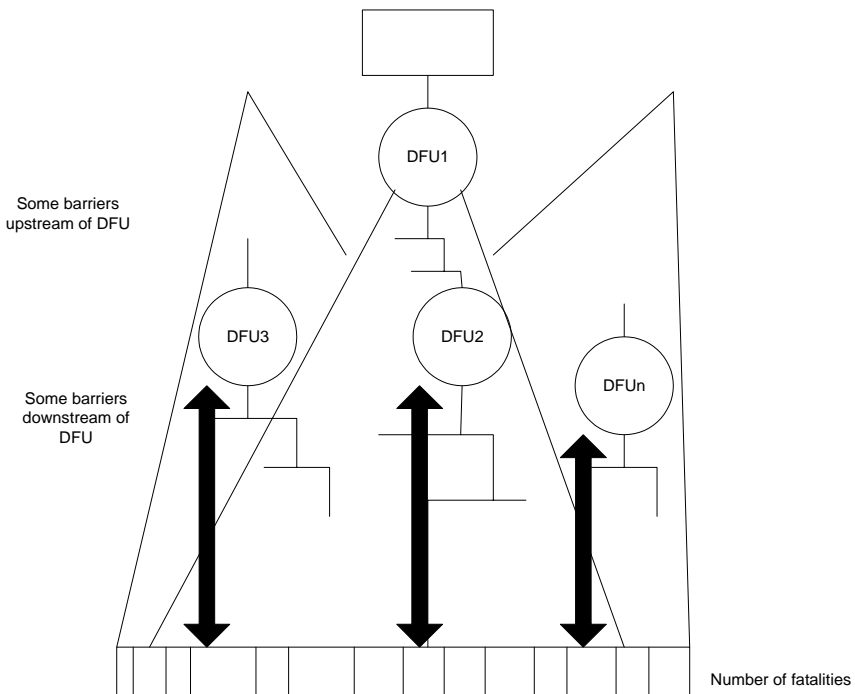 DFU1
Some barriers
upstream of DFU
DFU3
DFU2
DFUn
Some barriers
downstream of
DFU
Number of fatalities